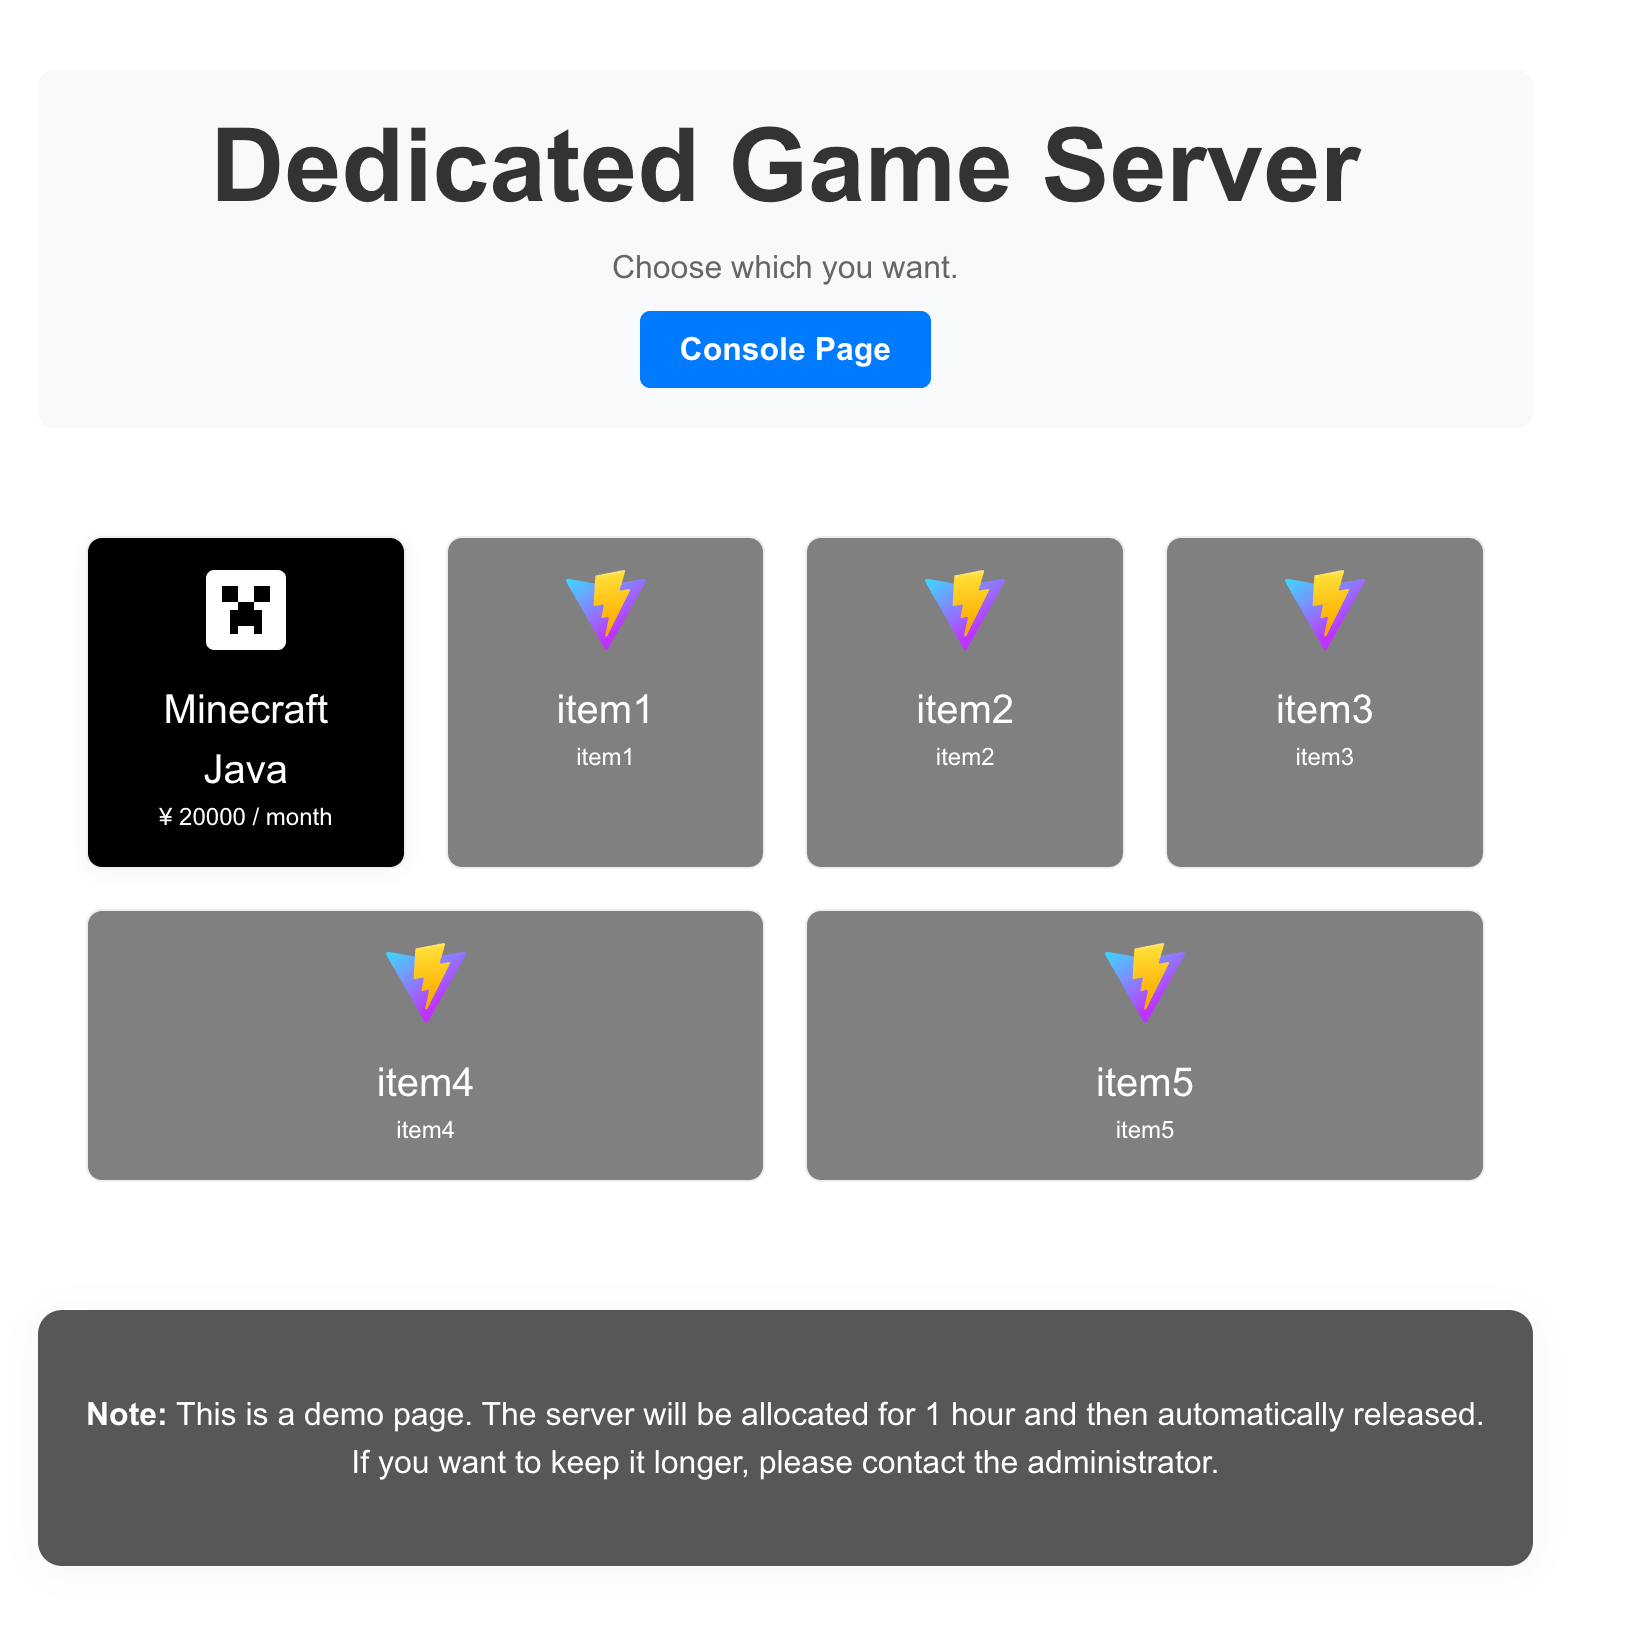 Dedicated Game Server
Choose which you want.
Console Page
Minecraft
Java
¥ 20000 / month
item1
item1
item2
item2
item3
item3
item4
item4
item5
item5
Note: This is a demo page. The server will be allocated for 1 hour and then automatically released.
If you want to keep it longer, please contact the administrator.